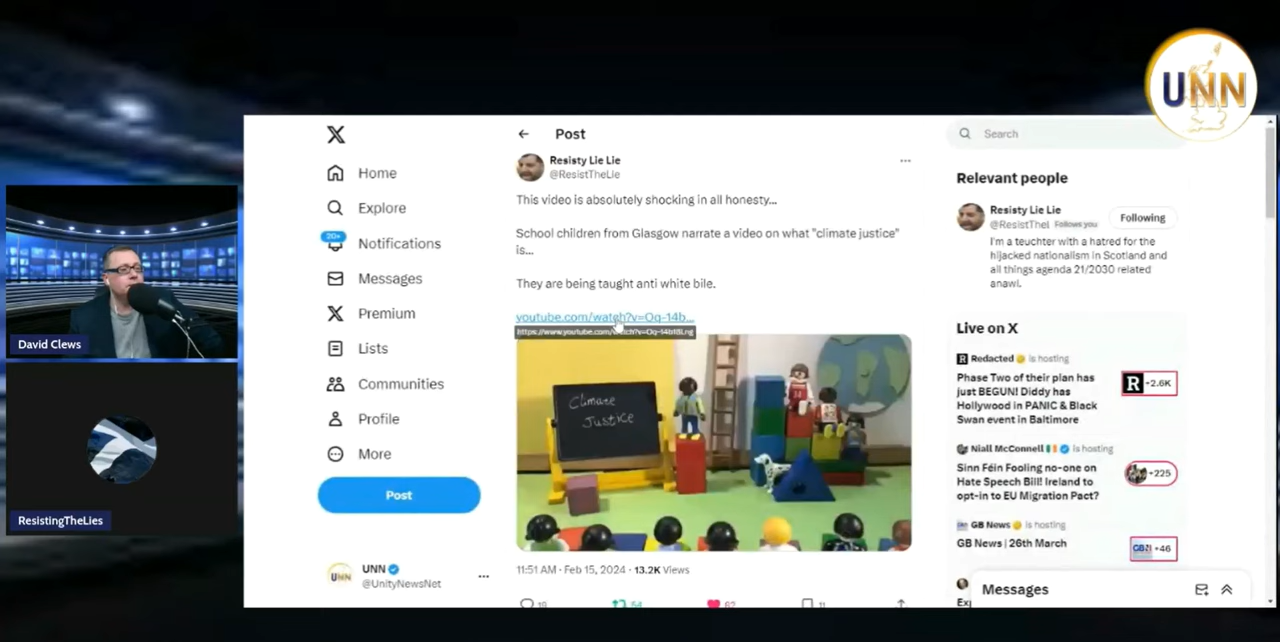 UNN
David Clews
ResistingTheLies
Home
Explore
20+
Notifications
Messages
Premium
Lists
Communities
Profile
More
Post
UNN
@UnityNewsNet
Post
Resisty Lie Lie
@ResistTheLie
This video is absolutely shocking in all honesty...
School children from Glasgow narrate a video on what "climate justice"
is...
They are being taught anti white bile.
youtube.com/watch?v=Oq-14b...
Climate
Justice
11:51 AM · Feb 15, 2024 · 13.2K Views
19
54
82
11
Search
Relevant people
Resisty Lie Lie
@ResistThel Follows you
Following
I'm a teuchter with a hatred for the
hijacked nationalism in Scotland and
all things agenda 21/2030 related
anawl.
Live on X
Redacted is hosting
Phase Two of their plan has
just BEGUN! Diddy has
Hollywood in PANIC & Black
Swan event in Baltimore
R +2.6K
Niall McConnell is hosting
Sinn Féin Fooling no-one on
Hate Speech Bill! Ireland to
opt-in to EU Migration Pact?
+225
GB News is hosting
GB News | 26th March
+46
Messages